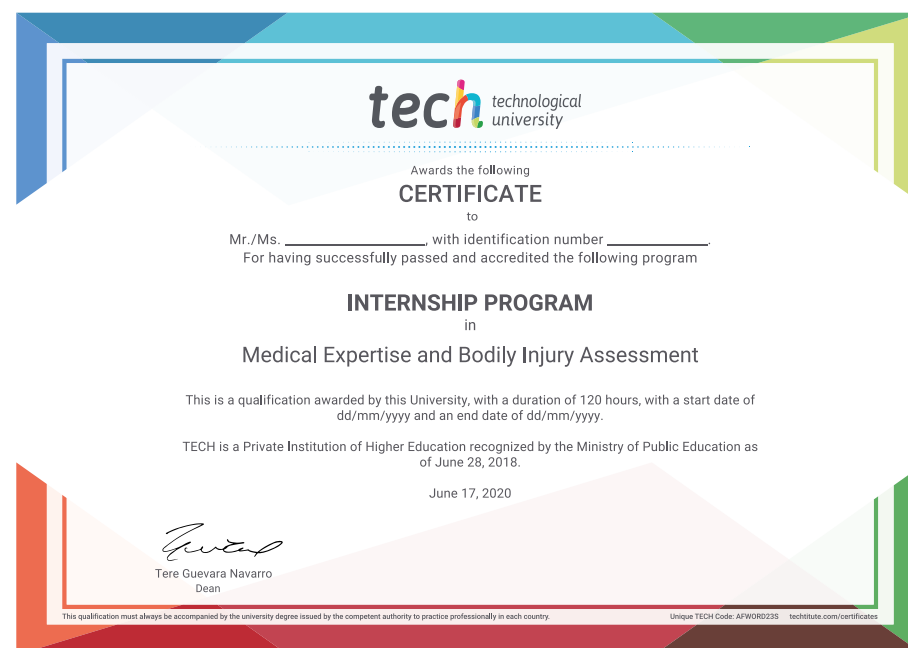 tech technological
university
Awards the following
CERTIFICATE
to
Mr./Ms. ____________________, with identification number ______________.
For having successfully passed and accredited the following program
INTERNSHIP PROGRAM
in
Medical Expertise and Bodily Injury Assessment
This is a qualification awarded by this University, with a duration of 120 hours, with a start date of
dd/mm/yyyy and an end date of dd/mm/yyyy.
TECH is a Private Institution of Higher Education recognized by the Ministry of Public Education as
of June 28, 2018.
June 17, 2020
Tere Guevara Navarro
Dean
This qualification must always be accompanied by the university degree issued by the competent authority to practice professionally in each country. Unique TECH Code: AFWORD23S techtitute.com/certificates